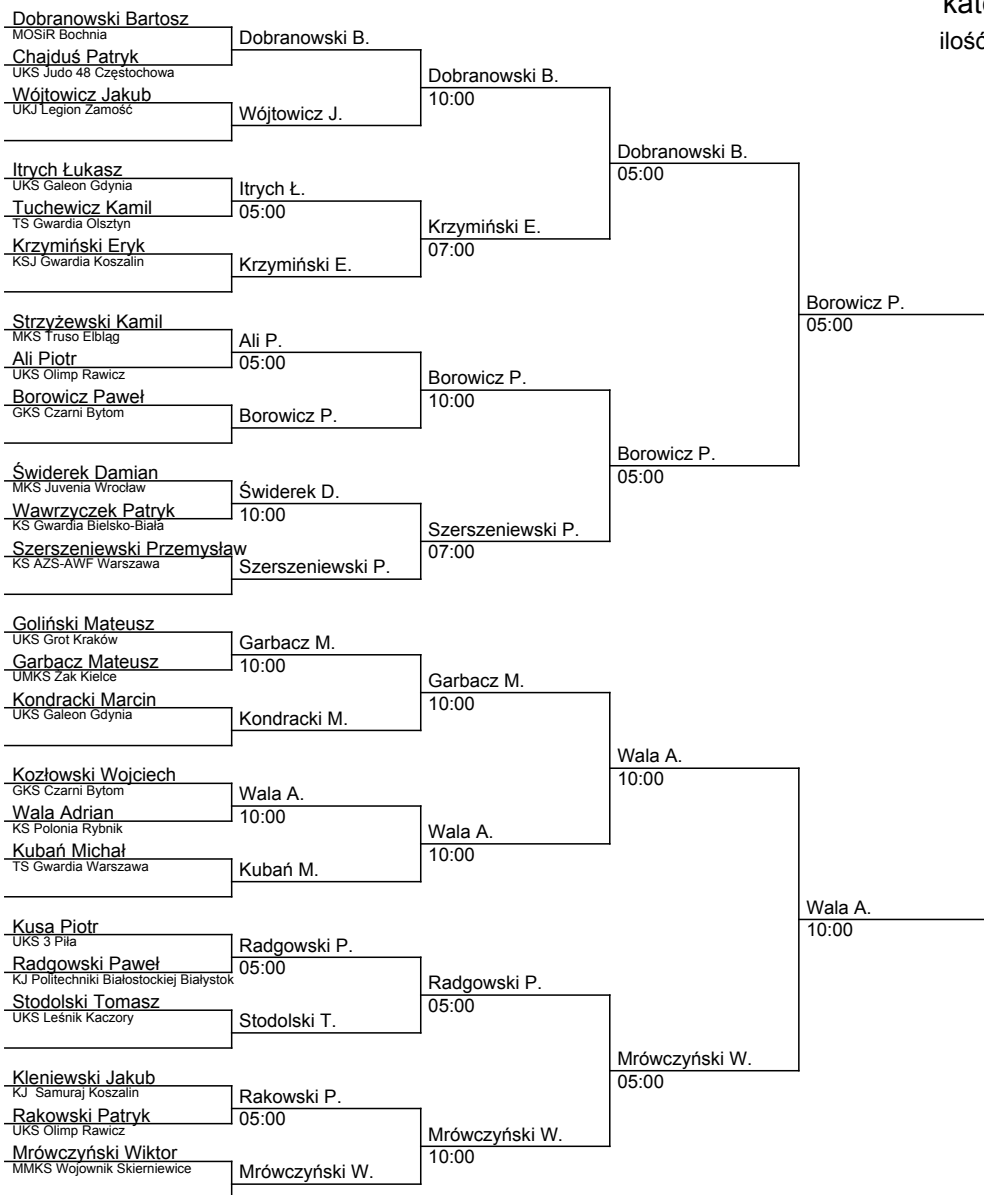 Dobranowski Bartosz
MOSiR Bochnia
Chajduś Patryk
UKS Judo 48 Częstochowa
Wójtowicz Jakub
UKJ Legion Zamość
Itrych Łukasz
UKS Galeon Gdynia
Tuchewicz Kamil
TS Gwardia Olsztyn
Krzymiński Eryk
KSJ Gwardia Koszalin
Strzyżewski Kamil
MKS Truso Elbląg
Ali Piotr
UKS Olimp Rawicz
Borowicz Paweł
GKS Czarni Bytom
Świderek Damian
MKS Juvenia Wrocław
Wawrzyczek Patryk
KS Gwardia Bielsko-Biała
Szerszeniewski Przemysław
KS AZS-AWF Warszawa
Goliński Mateusz
UKS Grot Kraków
Garbacz Mateusz
UMKS Żak Kielce
Kondracki Marcin
UKS Galeon Gdynia
Kozłowski Wojciech
GKS Czarni Bytom
Wala Adrian
KS Polonia Rybnik
Kubań Michał
TS Gwardia Warszawa
Kusa Piotr
UKS 3 Piła
Radgowski Paweł
KJ Politechniki Białostockiej Białystok
Stodolski Tomasz
UKS Leśnik Kaczory
Kleniewski Jakub
KJ Samuraj Koszalin
Rakowski Patryk
UKS Olimp Rawicz
Mrówczyński Wiktor
MMKS Wojownik Skierniewice
Dobranowski B.
Wójtowicz J.
Itrych Ł.
05:00
Krzymiński E.
Ali P.
05:00
Borowicz P.
Świderek D.
10:00
Szerszeniewski P.
Garbacz M.
10:00
Kondracki M.
Wala A.
10:00
Kubań M.
Radgowski P.
05:00
Stodolski T.
Rakowski P.
05:00
Mrówczyński W.
Dobranowski B.
10:00
Krzymiński E.
07:00
Borowicz P.
10:00
Szerszeniewski P.
07:00
Garbacz M.
10:00
Wala A.
10:00
Radgowski P.
05:00
Mrówczyński W.
10:00
Dobranowski B.
05:00
Borowicz P.
05:00
Wala A.
10:00
Mrówczyński W.
05:00
Borowicz P.
05:00
Wala A.
10:00
ilość